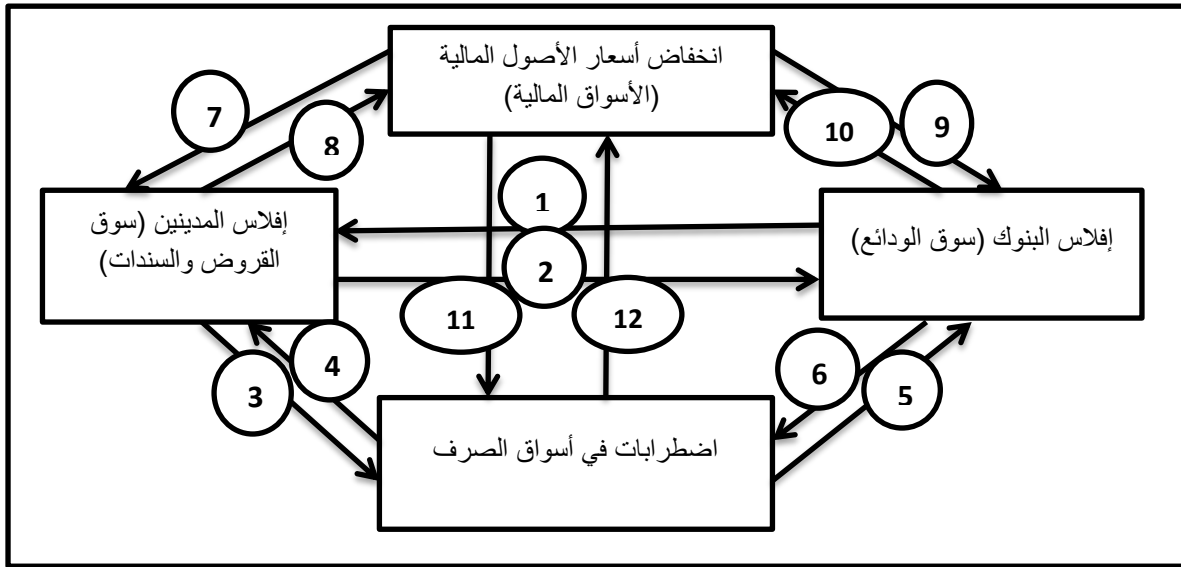 انخفاض أسعار الأصول المالية
(الأسواق المالية)
7
8
10
9
1
إفلاس المدينين (سوق
القروض والسندات)
إفلاس البنوك (سوق الودائع)
2
11
12
4
3
6
5
اضطرابات في أسواق الصرف